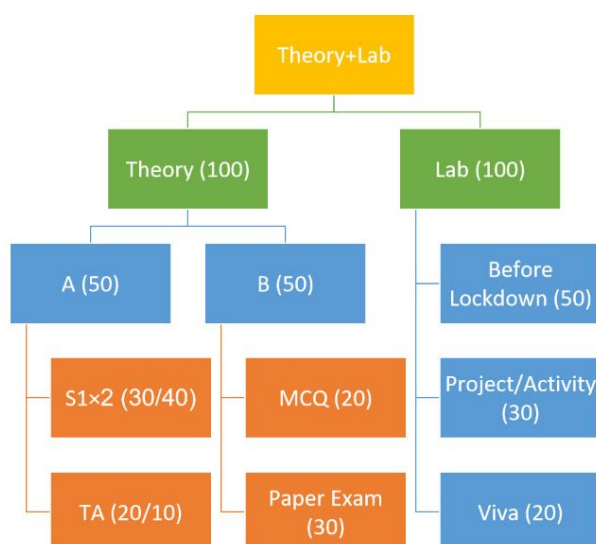 Theory+Lab
Theory (100)
Lab (100)
A (50)
B (50)
Before
Lockdown (50)
S1×2 (30/40)
MCQ (20)
Project/Activity
(30)
TA (20/10)
Paper Exam
(30)
Viva (20)